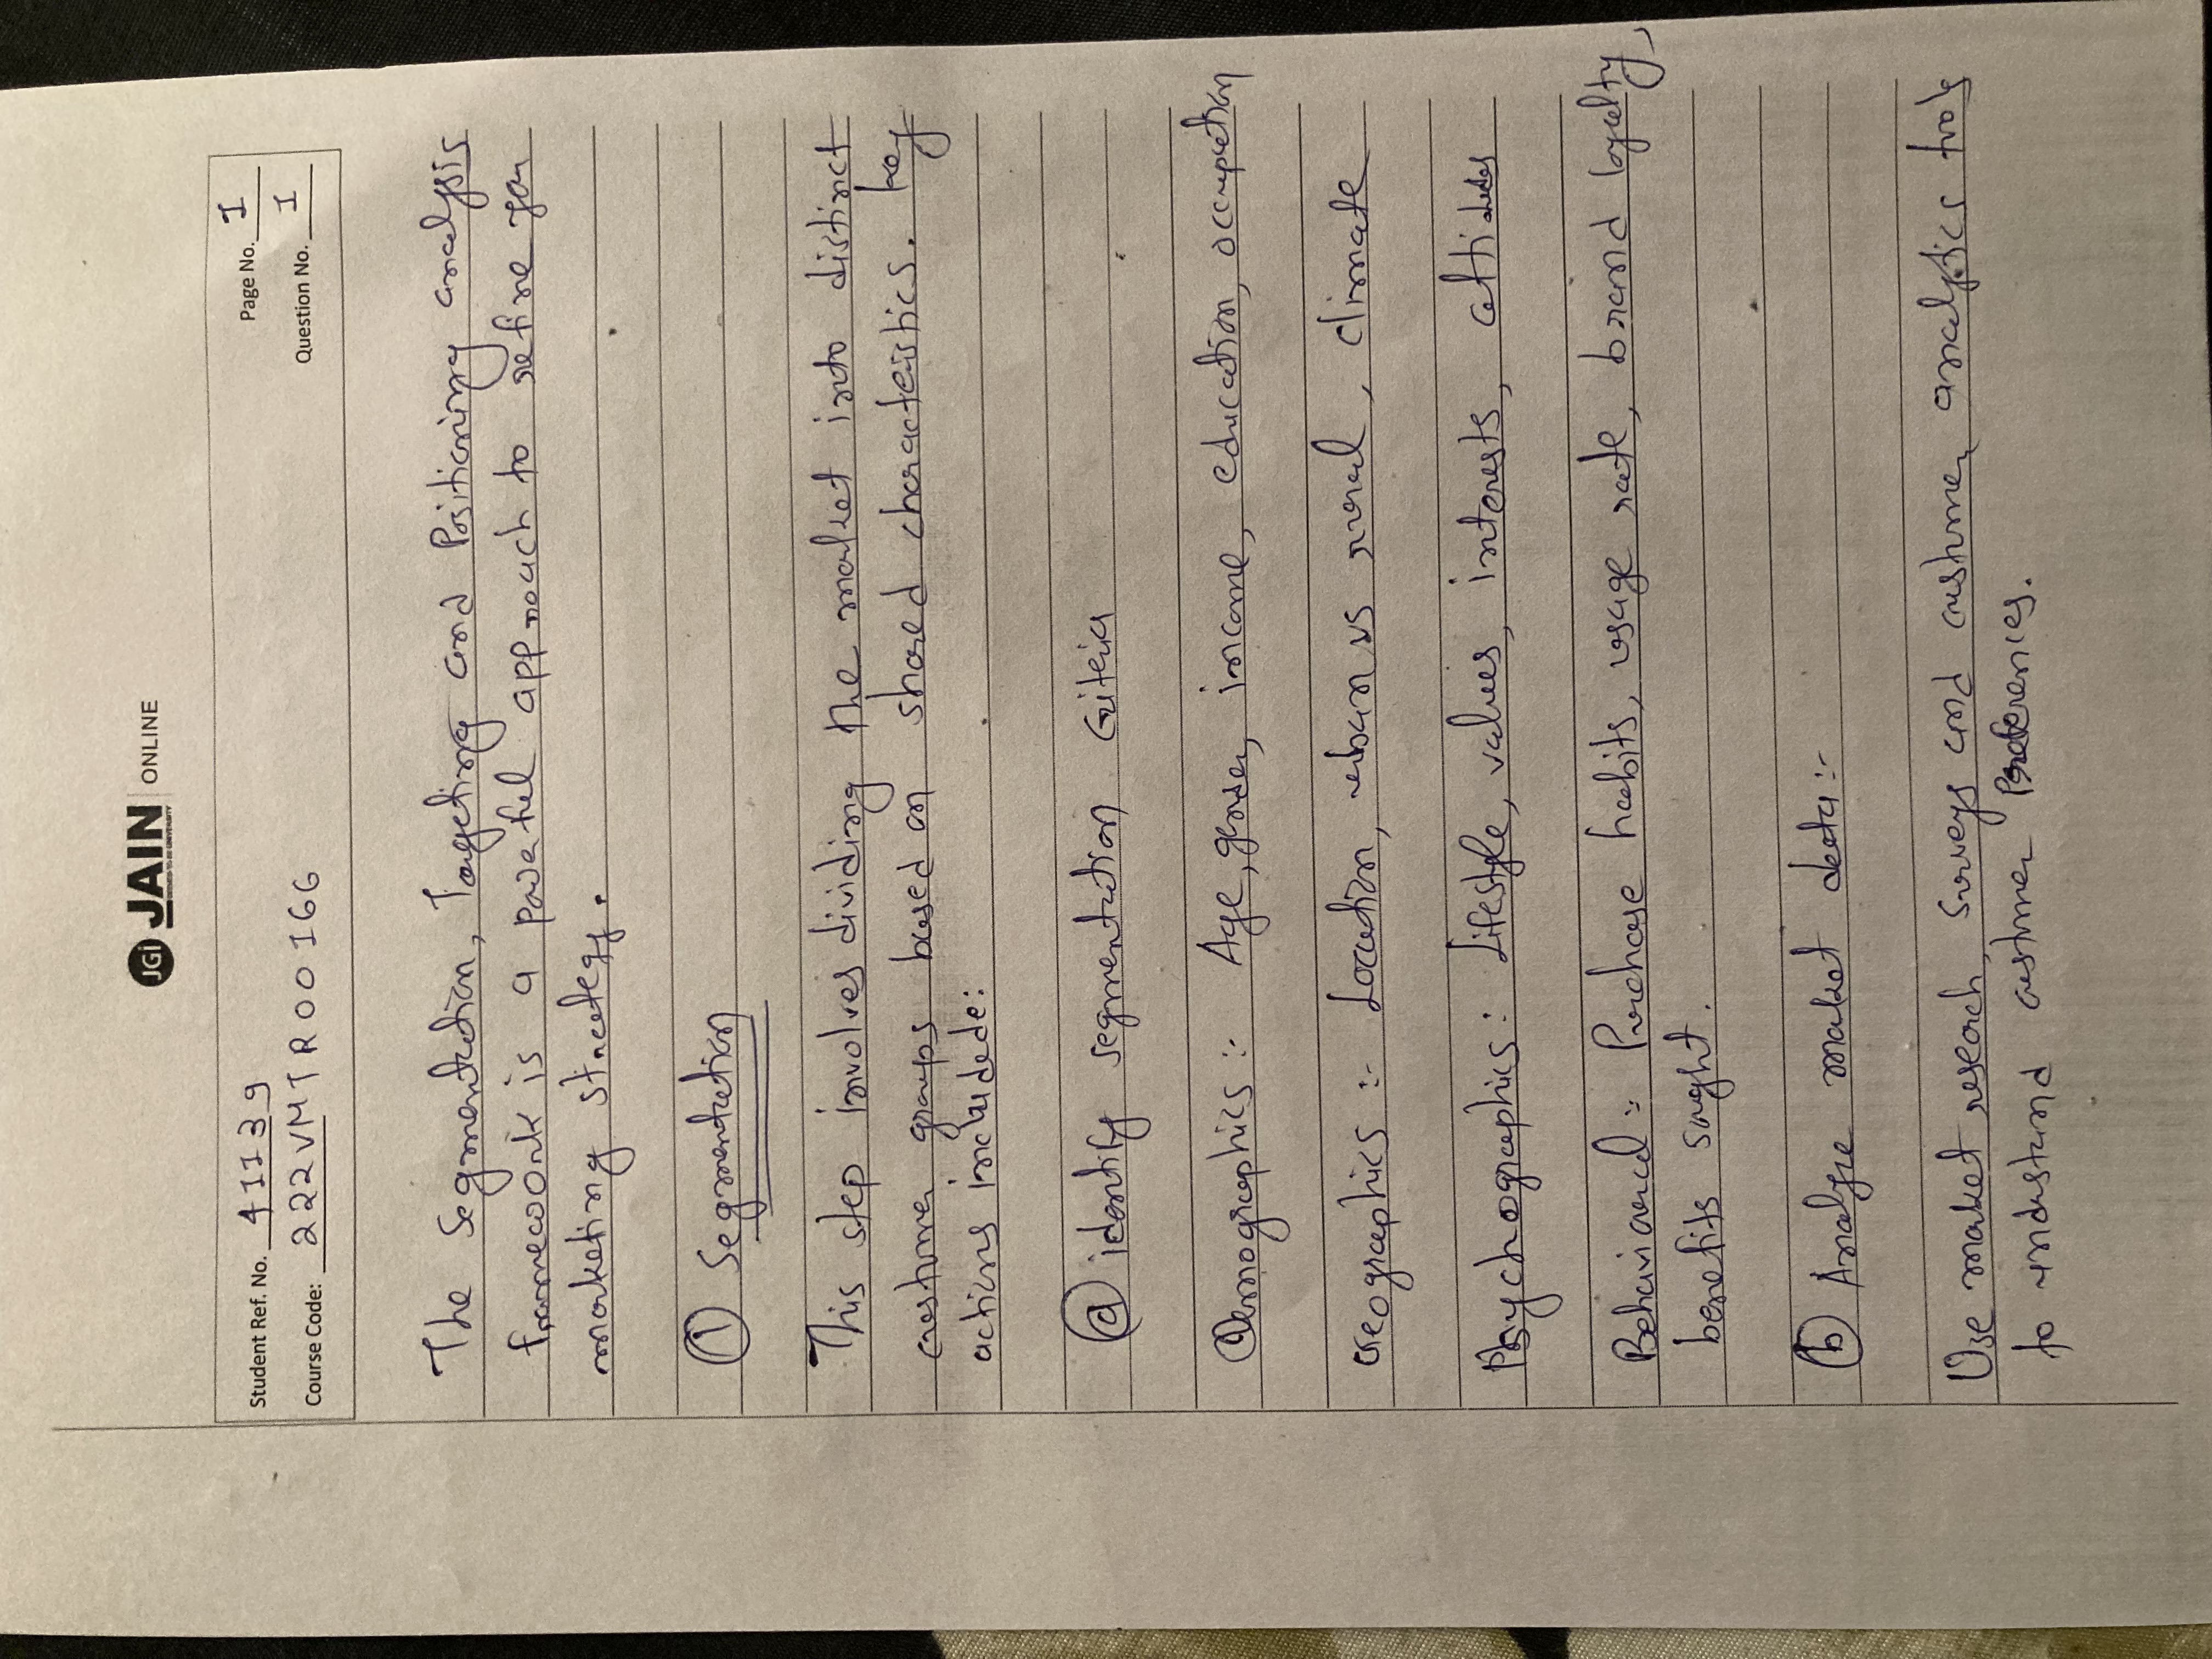 JGi JAIN ONLINE
DEEMED-TO-BE UNIVERSITY
Student Ref. No. 41139
Page No. 1
Course Code: 222VMTR00166
Question No. 1
The Segmentation, Targeting and Positioning analysis
framework is a powerful approach to refine your
marketing strategy.
① Segmentation
This step involves dividing the market into distinct
customer groups based on shared characteristics. Key
actions includede:
ⓐ identify segmentation criteria
Demographics :- Age, gender, income, education, occupation
Geographics :- Location, urban vs rural, climate
Psychographics : Lifestyle, values, interests, attitudes
Behavioural :- Purchase habits, usage rate, brand loyalty,
benefits sought.
ⓑ Analyze market data :-
Use market research, surveys and customer analytics tools
to understand customer Preferences.